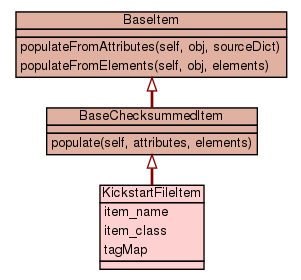 BaseItem
populateFromAttributes(self, obj, sourceDict)
populateFromElements(self, obj, elements)
BaseChecksummedItem
populate(self, attributes, elements)
KickstartFileItem
item_name
item_class
tagMap